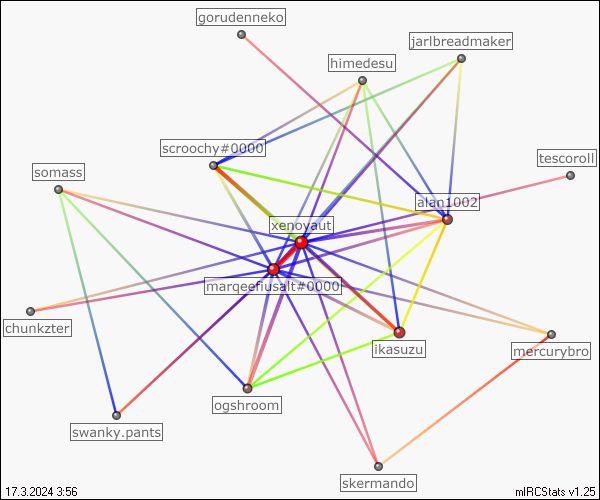 gorudenneko
jarlbreadmaker
himedesu
scroochy#0000
tescoroll
somass
alan1002
xenoyaut
marqeefiusalt#0000
chunkzter
ikasuzu
mercurybro
ogshroom
swanky.pants
skermando
17.3.2024 3:56
mIRCStats v1.25